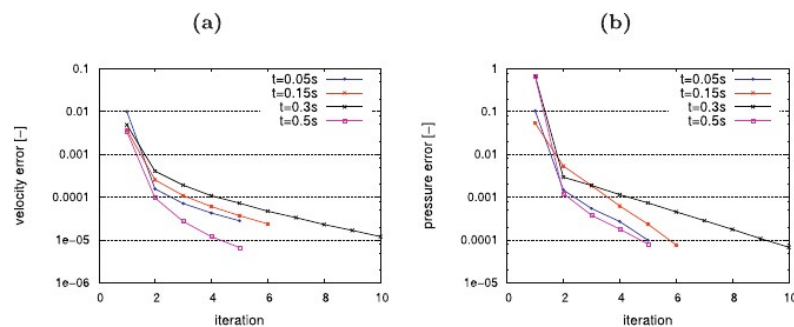 (a)
(b)
velocity error [-]
0.1
0.01
0.001
0.0001
1e-05
1e-06
t=0.05s
t=0.15s
t=0.3s
t=0.5s
0 2 4 6 8 10
iteration
pressure error [-]
1
0.1
0.01
0.001
0.0001
1e-05
t=0.05s
t=0.15s
t=0.3s
t=0.5s
0 2 4 6 8 10
iteration